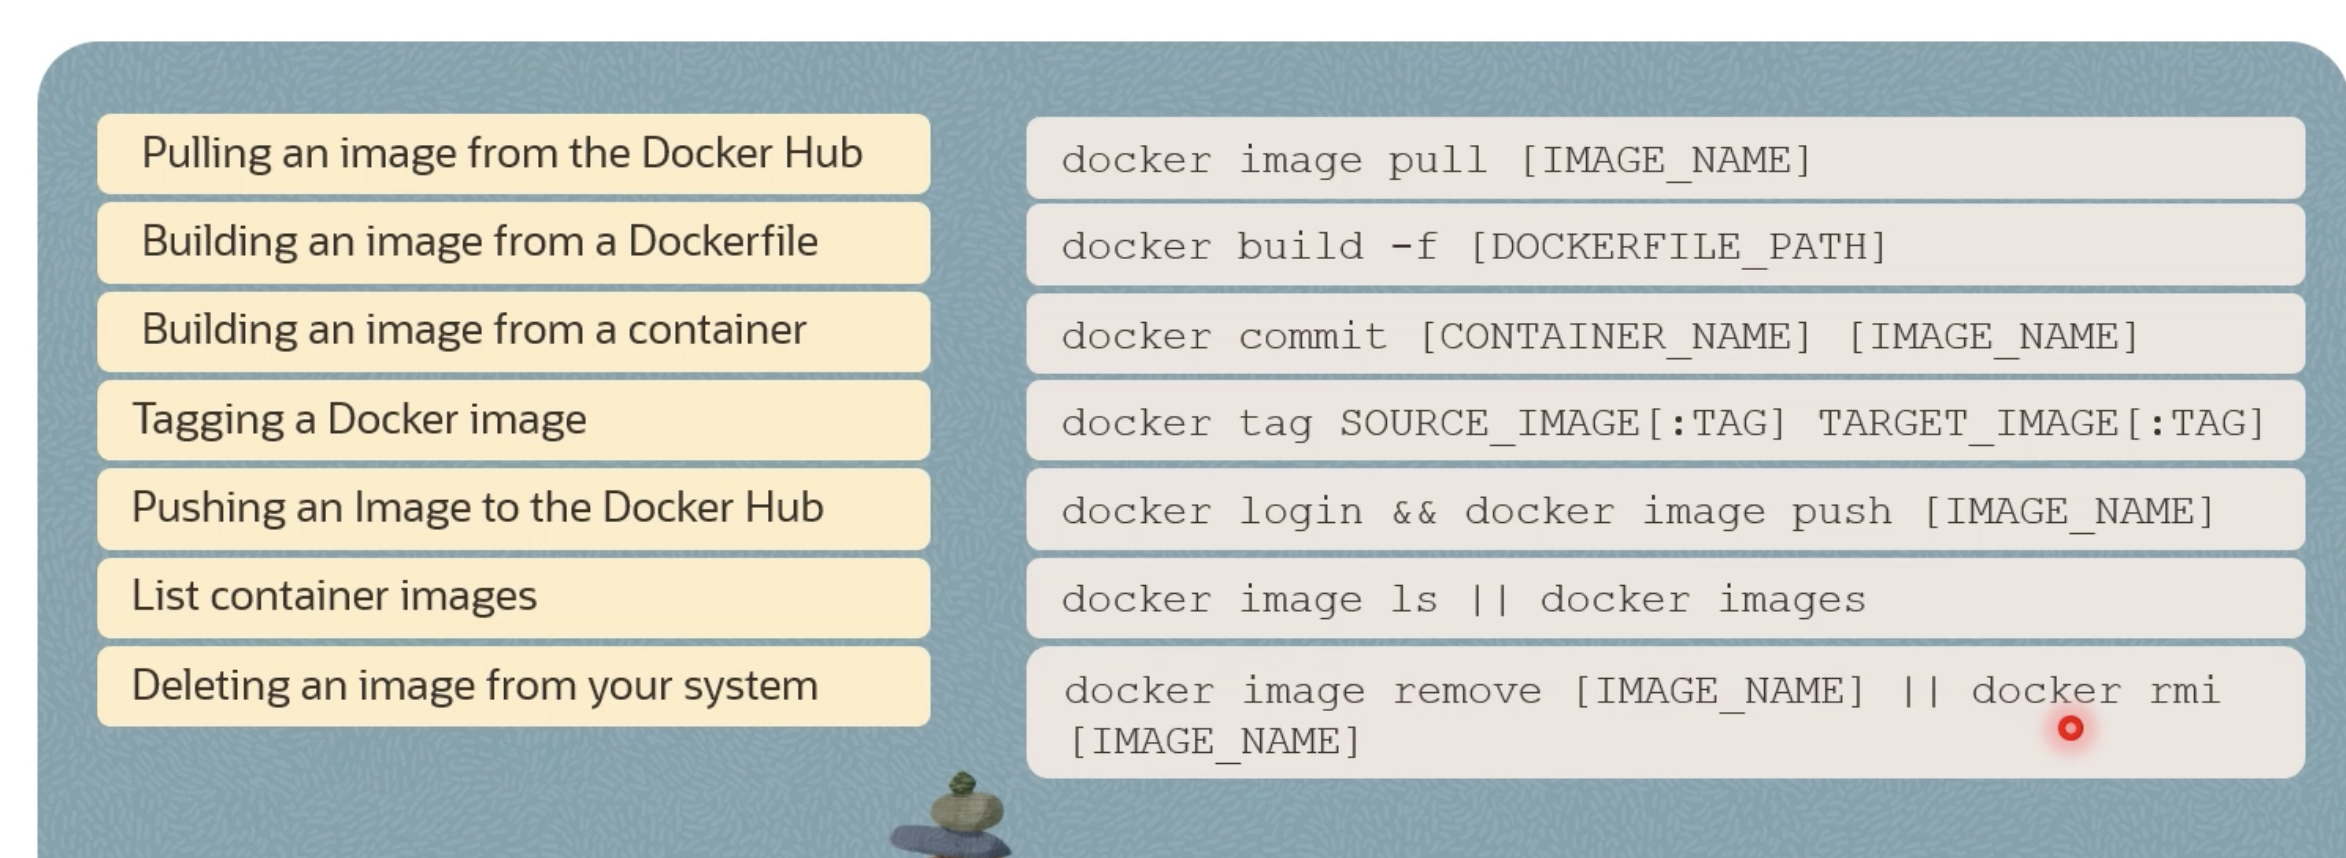 Pulling an image from the Docker Hub
docker image pull [IMAGE_NAME]
Building an image from a Dockerfile
docker build -f [DOCKERFILE_PATH]
Building an image from a container
docker commit [CONTAINER_NAME] [IMAGE_NAME]
Tagging a Docker image
docker tag SOURCE_IMAGE[:TAG] TARGET_IMAGE[:TAG]
Pushing an Image to the Docker Hub
docker login && docker image push [IMAGE_NAME]
List container images
docker image ls || docker images
Deleting an image from your system
docker image remove [IMAGE_NAME] || docker rmi
[IMAGE_NAME]